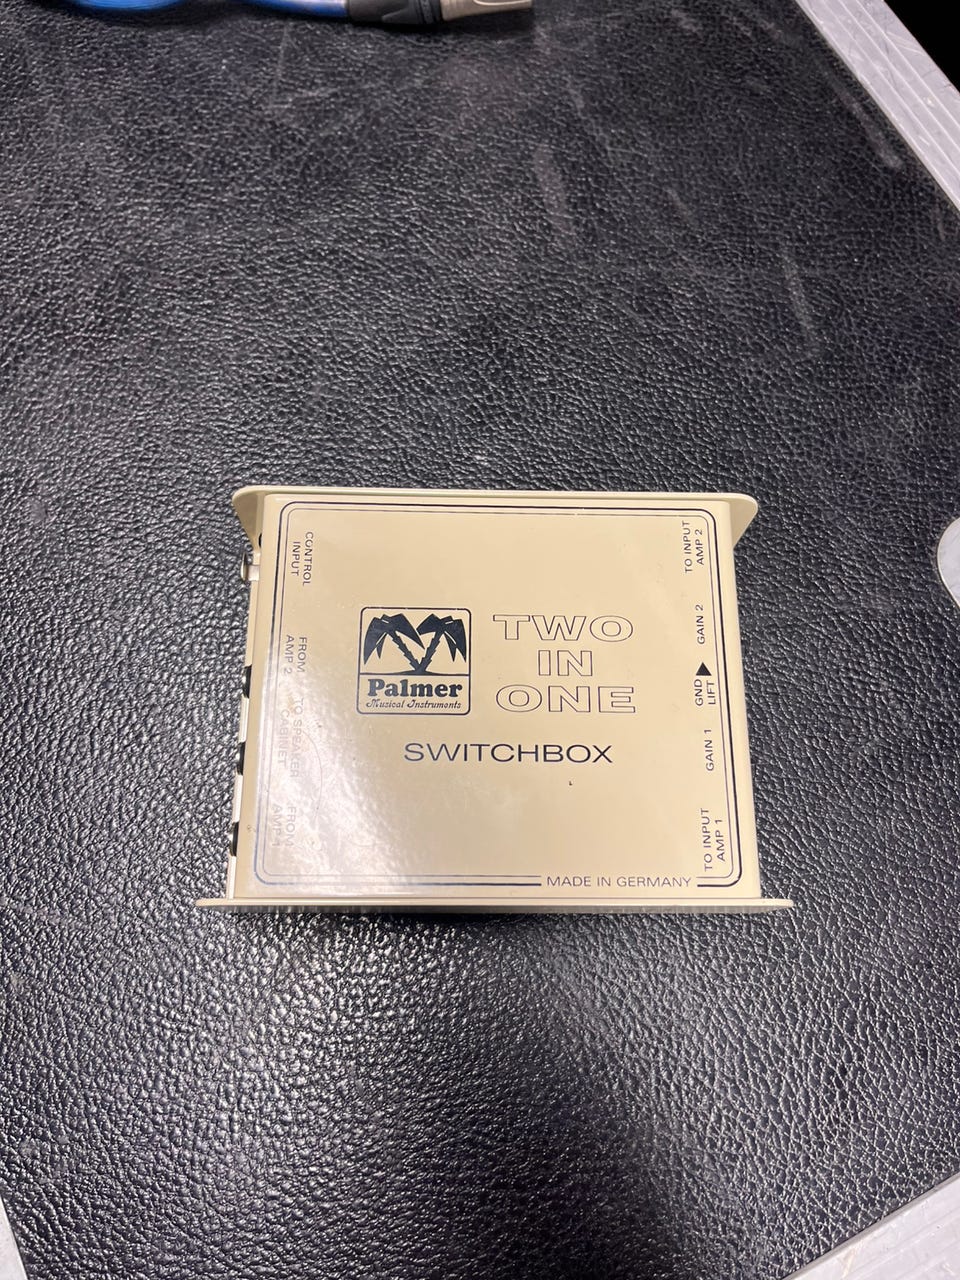 CONTROL
INPUT
FROM
AMP 2
TO SPEAKER
CABINET
FROM
AMP 1
Palmer
Musical Instruments
TWO
IN
ONE
SWITCHBOX
TO INPUT
AMP 2
GAIN 2
GND
LIFT
GAIN 1
TO INPUT
AMP 1
MADE IN GERMANY